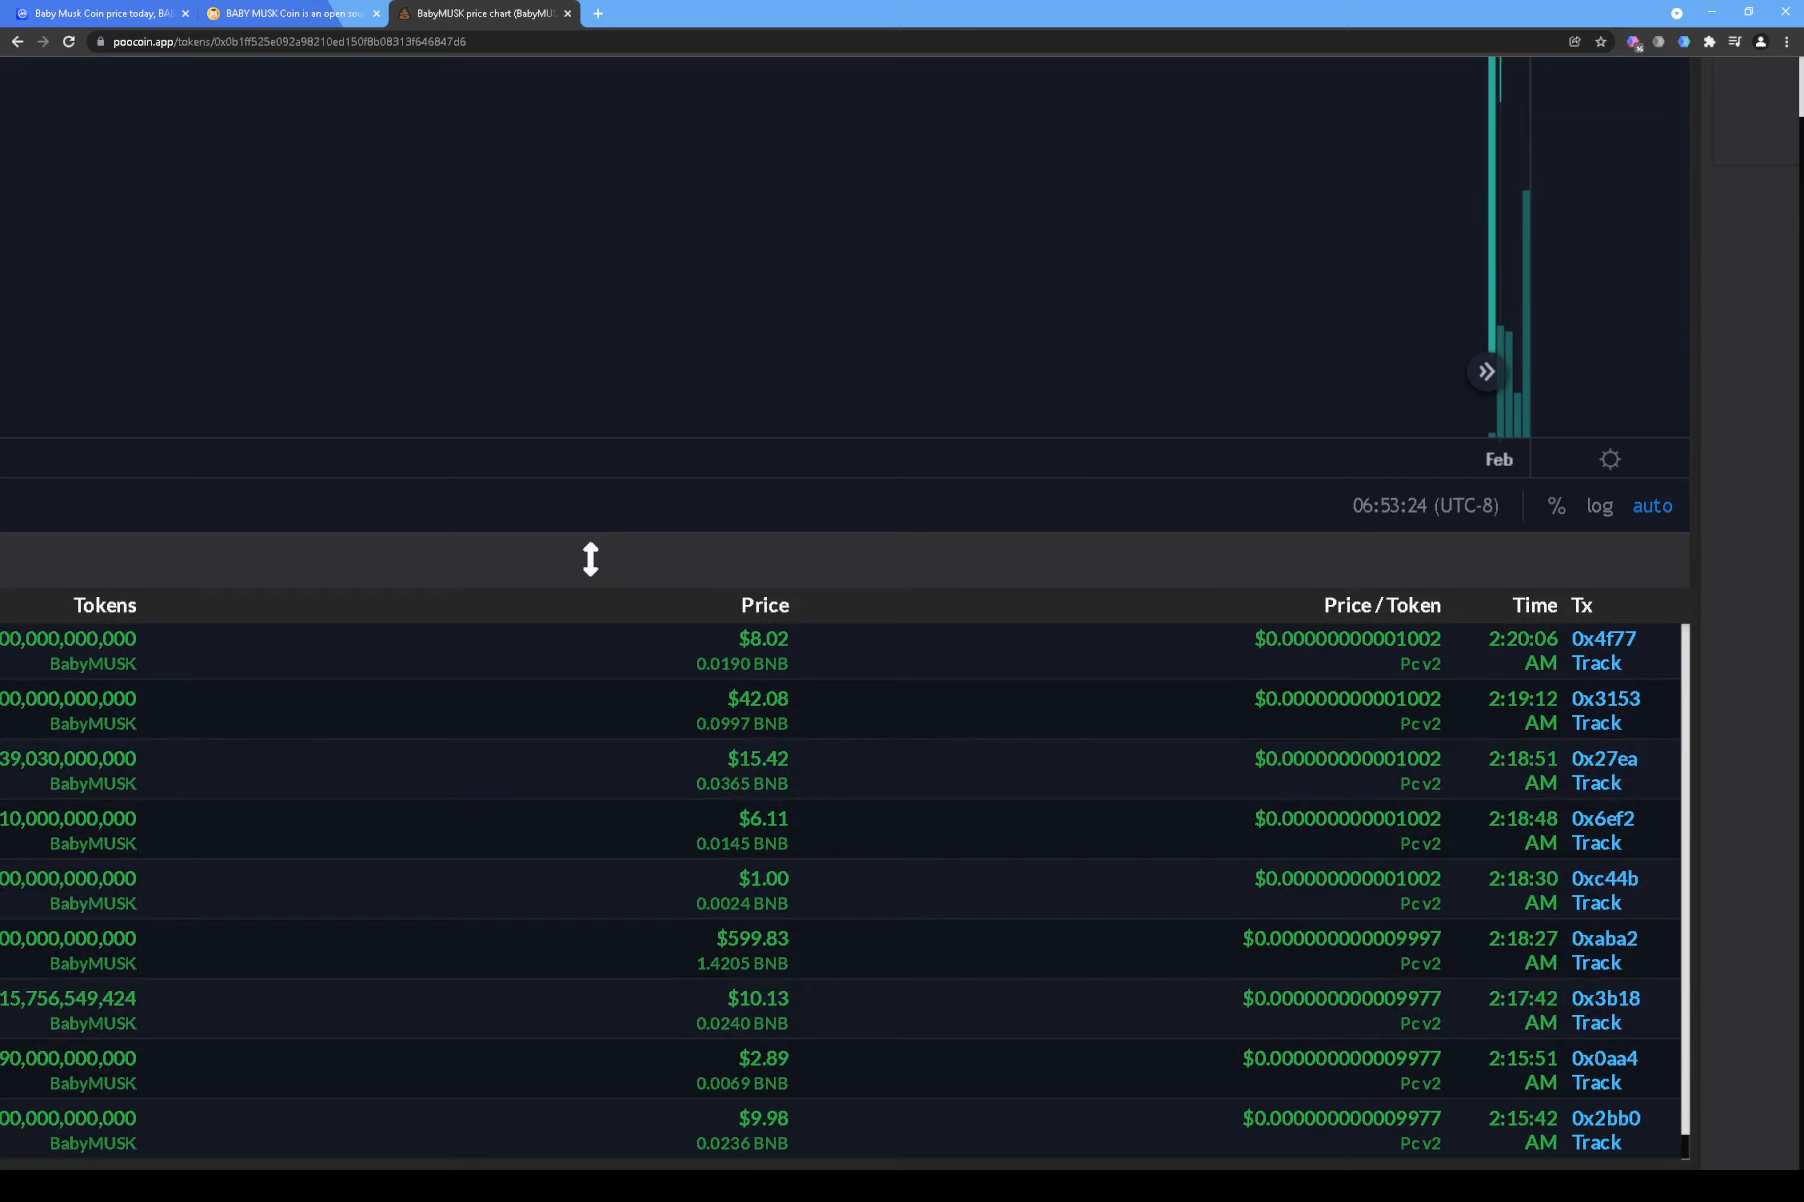 Baby Musk Coin price today, BAB
BABY MUSK Coin is an open sou
BabyMUSK price chart (BabyMUS
poocoin.app/tokens/0x0b1ff525e092a98210ed150f8b08313f646847d6
Feb
06:53:24 (UTC-8) % log auto
Tokens Price Price / Token Time Tx
00,000,000,000 $8.02 $0.00000000001002 2:20:06 0x4f77
BabyMUSK 0.0190 BNB Pc v2 AM Track
00,000,000,000 $42.08 $0.00000000001002 2:19:12 0x3153
BabyMUSK 0.0997 BNB Pc v2 AM Track
39,030,000,000 $15.42 $0.00000000001002 2:18:51 0x27ea
BabyMUSK 0.0365 BNB Pc v2 AM Track
10,000,000,000 $6.11 $0.00000000001002 2:18:48 0x6ef2
BabyMUSK 0.0145 BNB Pc v2 AM Track
00,000,000,000 $1.00 $0.00000000001002 2:18:30 0xc44b
BabyMUSK 0.0024 BNB Pc v2 AM Track
00,000,000,000 $599.83 $0.000000000009997 2:18:27 0xaba2
BabyMUSK 1.4205 BNB Pc v2 AM Track
15,756,549,424 $10.13 $0.000000000009977 2:17:42 0x3b18
BabyMUSK 0.0240 BNB Pc v2 AM Track
90,000,000,000 $2.89 $0.000000000009977 2:15:51 0x0aa4
BabyMUSK 0.0069 BNB Pc v2 AM Track
00,000,000,000 $9.98 $0.000000000009977 2:15:42 0x2bb0
BabyMUSK 0.0236 BNB Pc v2 AM Track